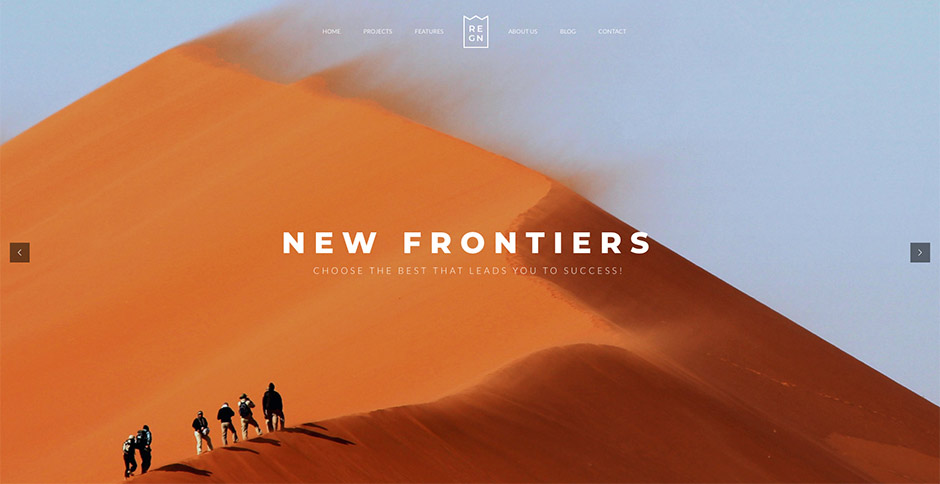 HOME PROJECTS FEATURES
RE
GN
ABOUT US BLOG CONTACT
NEW FRONTIERS
CHOOSE THE BEST THAT LEADS YOU TO SUCCESS!